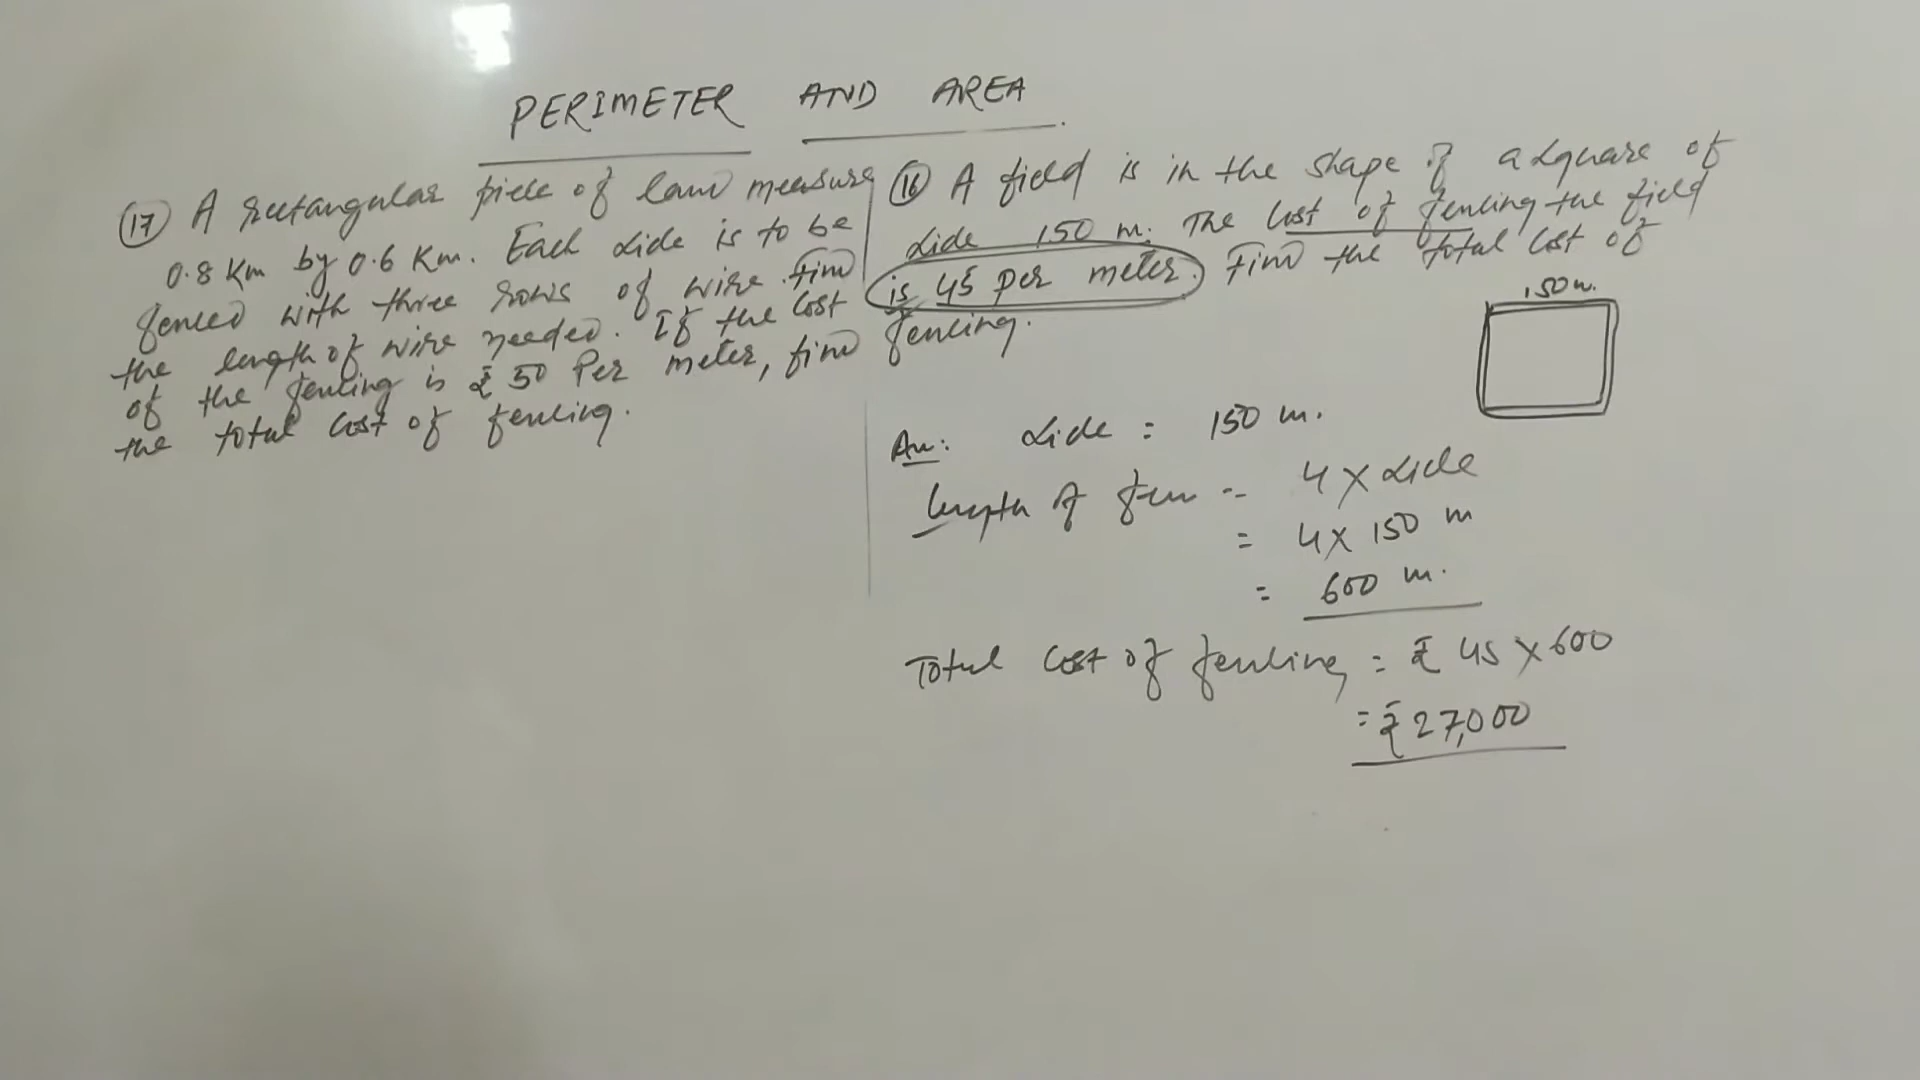 PERIMETER AND AREA
(17) A rectangular piece of land measure
0.8 Km by 0.6 Km. Each side is to be
fenced with three rows of wire. Find
the length of wire needed. If the cost
of the fencing is ₹ 50 Per meter, find
the total cost of fencing.
(16) A field is in the shape of a square of
side 150 m. The cost of fencing the field
is 45 per meter. Find the total cost of
fencing.
150 m.
An: side = 150 m.
length of fen = 4 × side
= 4 × 150 m
= 600 m.
Total cost of fencing = ₹ 45 × 600
= ₹ 27,000